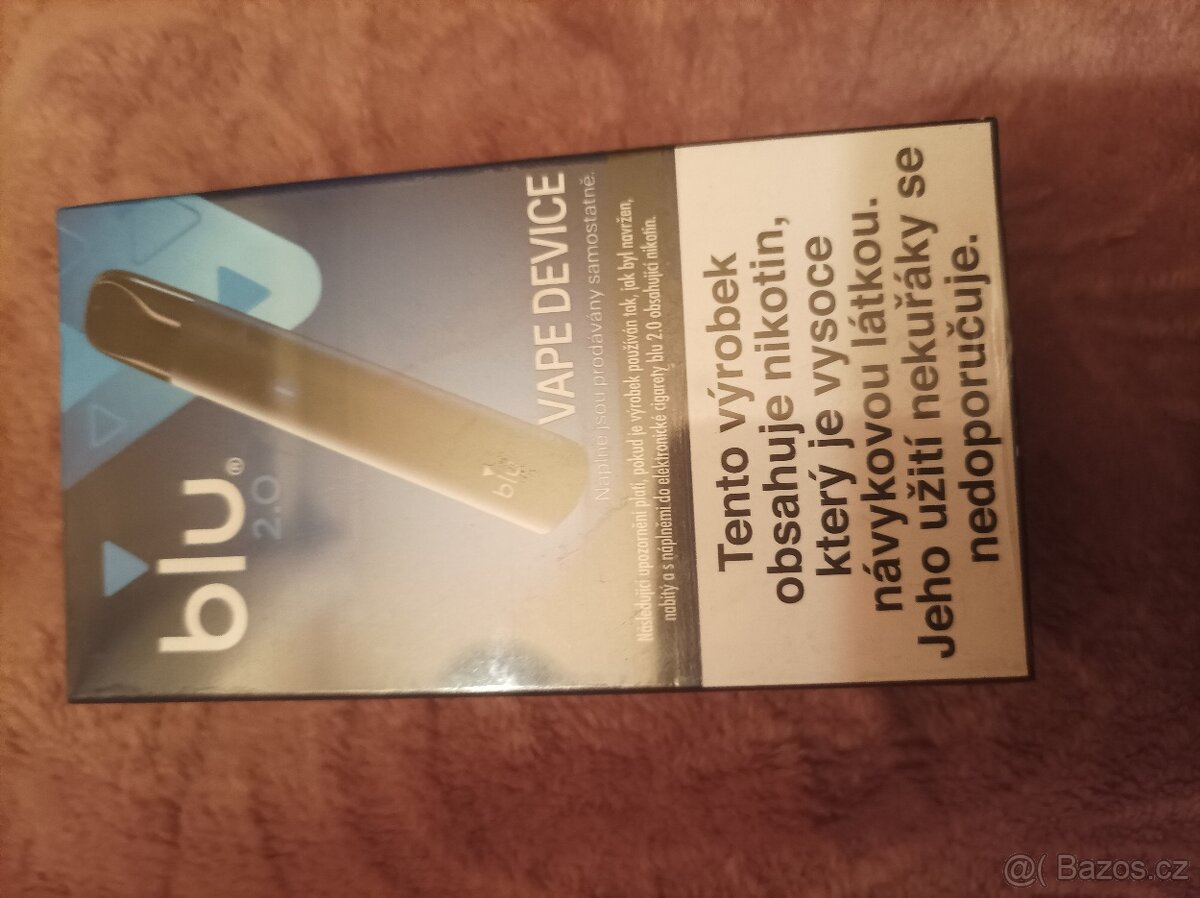 blu®
2.0
blu
VAPE DEVICE
Náplně jsou prodávány samostatně.
Následující upozornění platí, pokud je výrobek používán tak, jak byl navržen,
nabitý a s náplněmi do elektronické cigarety blu 2.0 obsahující nikotin.
Tento výrobek
obsahuje nikotin,
který je vysoce
návykovou látkou.
Jeho užití nekuřáky se
nedoporučuje.
@( Bazos.cz